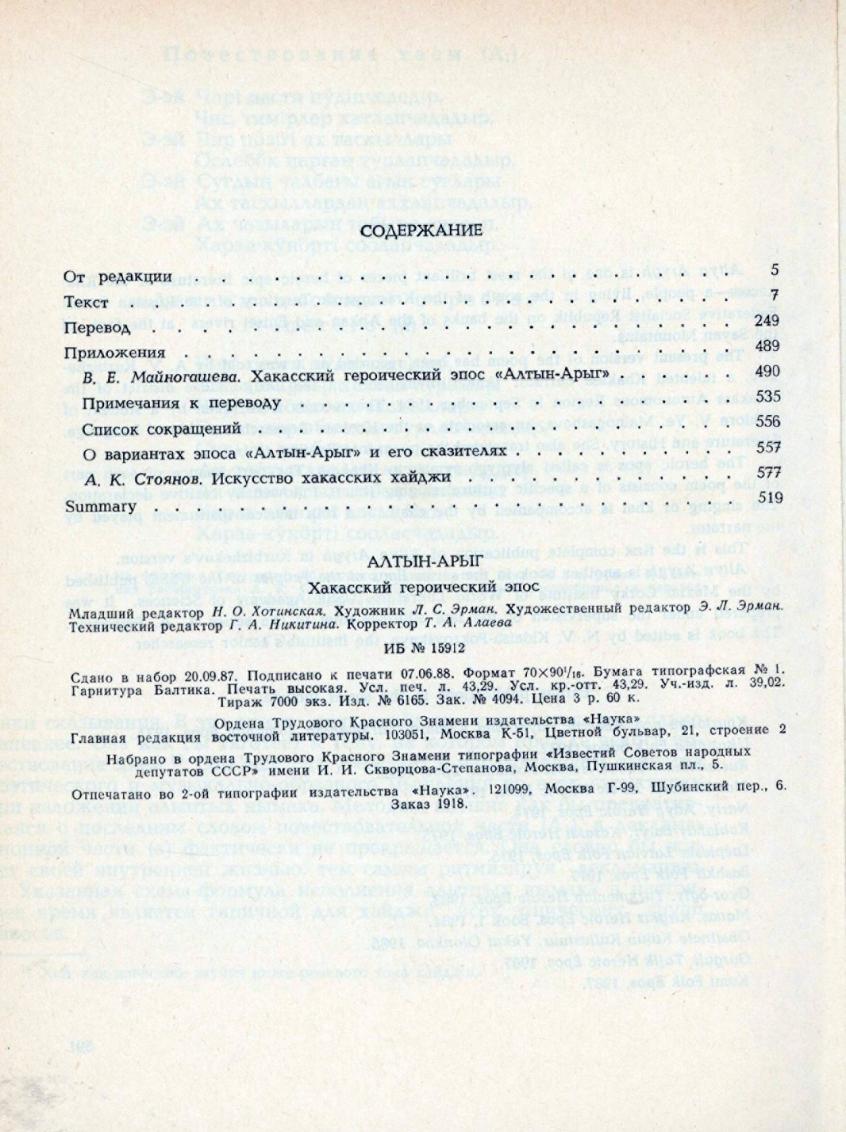 СОДЕРЖАНИЕ
От редакции . . . . . . . . . . . . . . . . . . 5
Текст . . . . . . . . . . . . . . . . . . . . 7
Перевод . . . . . . . . . . . . . . . . . . . 249
Приложения . . . . . . . . . . . . . . . . . . 489
В. Е. Майногашева. Хакасский героический эпос «Алтын-Арыг» . . . . . . 490
Примечания к переводу . . . . . . . . . . . . . . 535
Список сокращений . . . . . . . . . . . . . . . 556
О вариантах эпоса «Алтын-Арыг» и его сказителях . . . . . . . . 557
А. К. Стоянов. Искусство хакасских хайджи . . . . . . . . . . 577
Summary . . . . . . . . . . . . . . . . . . . 519
АЛТЫН-АРЫГ
Хакасский героический эпос
Младший редактор Н. О. Хотинская. Художник Л. С. Эрман. Художественный редактор Э. Л. Эрман.
Технический редактор Г. А. Никитина. Корректор Т. А. Алаева
ИБ № 15912
Сдано в набор 20.09.87. Подписано к печати 07.06.88. Формат 70×90¹/₁₆. Бумага типографская № 1.
Гарнитура Балтика. Печать высокая. Усл. печ. л. 43,29. Усл. кр.-отт. 43,29. Уч.-изд. л. 39,02.
Тираж 7000 экз. Изд. № 6165. Зак. № 4094. Цена 3 р. 60 к.
Ордена Трудового Красного Знамени издательства «Наука»
Главная редакция восточной литературы. 103051, Москва К-51, Цветной бульвар, 21, строение 2
Набрано в ордена Трудового Красного Знамени типографии «Известий Советов народных
депутатов СССР» имени И. И. Скворцова-Степанова, Москва, Пушкинская пл., 5.
Отпечатано во 2-ой типографии издательства «Наука». 121099, Москва Г-99, Шубинский пер., 6.
Заказ 1918.